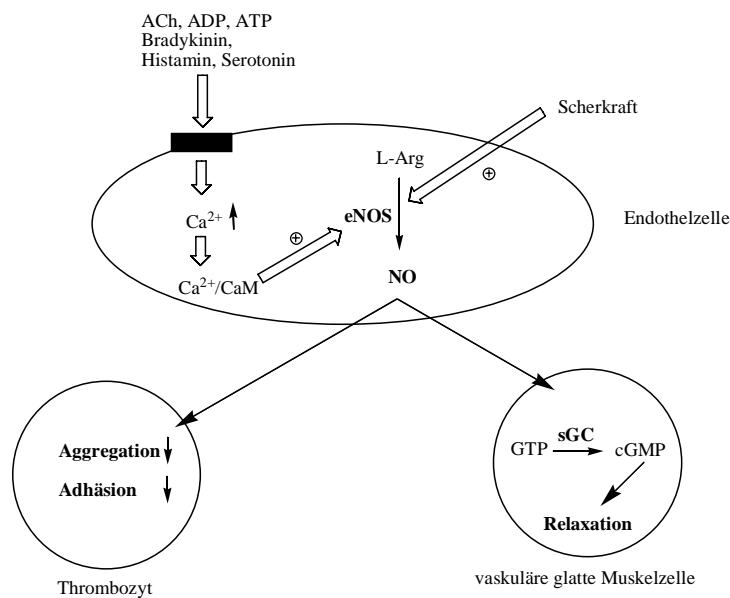 ACh, ADP, ATP
Bradykinin,
Histamin, Serotonin
Scherkraft
L-Arg
⊕
Ca²⁺
eNOS
Endothelzelle
⊕
Ca²⁺/CaM
NO
Aggregation
Adhäsion
Thrombozyt
sGC
GTP
cGMP
Relaxation
vaskuläre glatte Muskelzelle